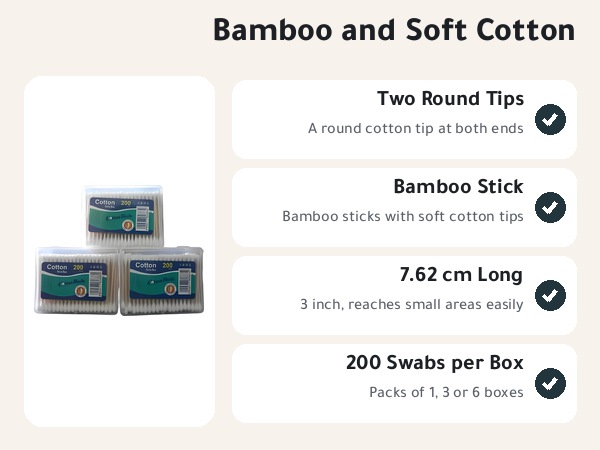 Bamboo and Soft Cotton
Two Round Tips
A round cotton tip at both ends
Bamboo Stick
Bamboo sticks with soft cotton tips
7.62 cm Long
3 inch, reaches small areas easily
200 Swabs per Box
Packs of 1, 3 or 6 boxes
Cotton 200
Cotton 200
Cotton 200